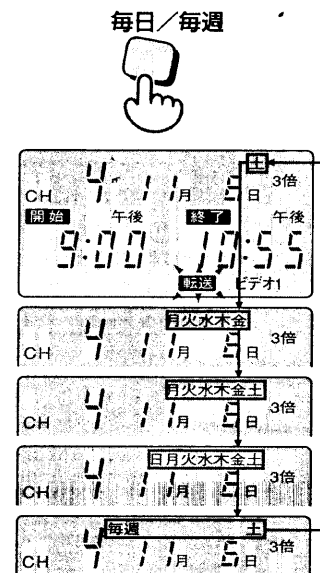 毎日／毎週
土
CH 4 11月 8日 3倍
開始 午後 終了 午後
9:00 10:55
転送 ビデオ1
月火水木金
CH 4 11月 8日 3倍
月火水木金土
CH 4 11月 8日 3倍
日月火水木金土
CH 4 11月 8日 3倍
毎週 土
CH 4 11月 8日 3倍